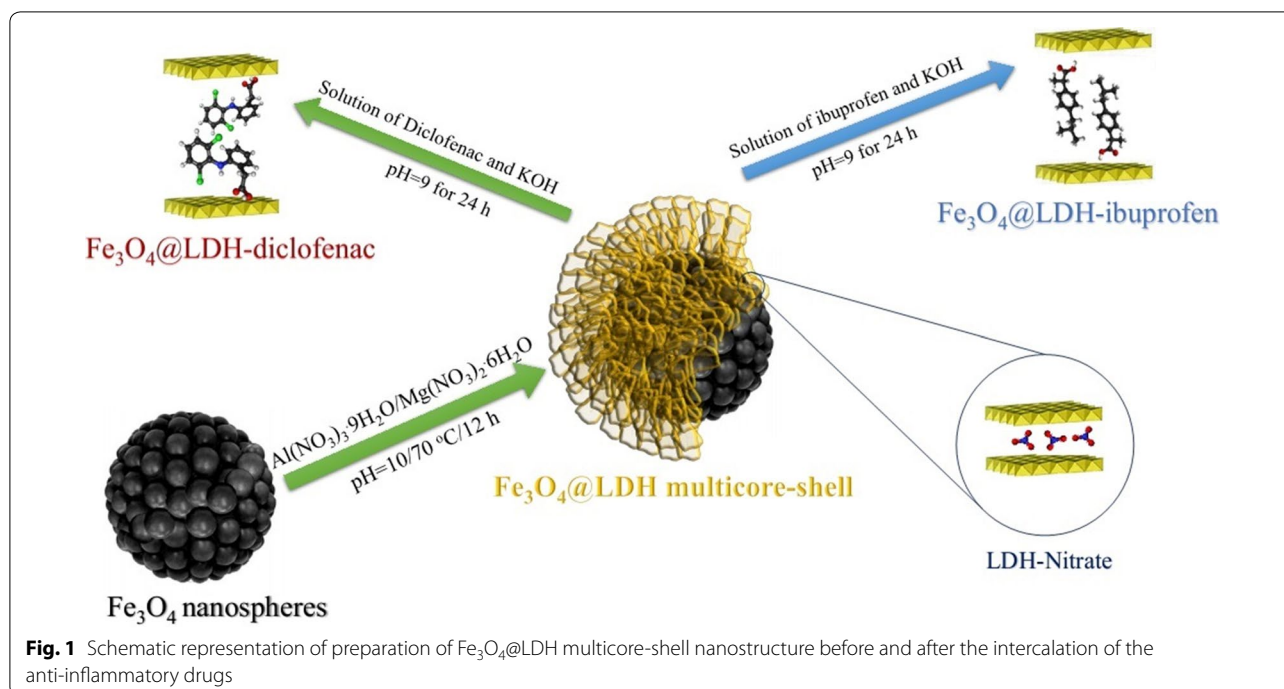 Solution of Diclofenac and KOH
pH=9 for 24 h
Fe₃O₄@LDH-diclofenac
Solution of ibuprofen and KOH
pH=9 for 24 h
Fe₃O₄@LDH-ibuprofen
Al(NO₃)₃·9H₂O/Mg(NO₃)₂·6H₂O
pH=10/70 ºC/12 h
Fe₃O₄@LDH multicore-shell
Fe₃O₄ nanospheres
LDH-Nitrate
Fig. 1 Schematic representation of preparation of Fe₃O₄@LDH multicore-shell nanostructure before and after the intercalation of the
anti-inflammatory drugs